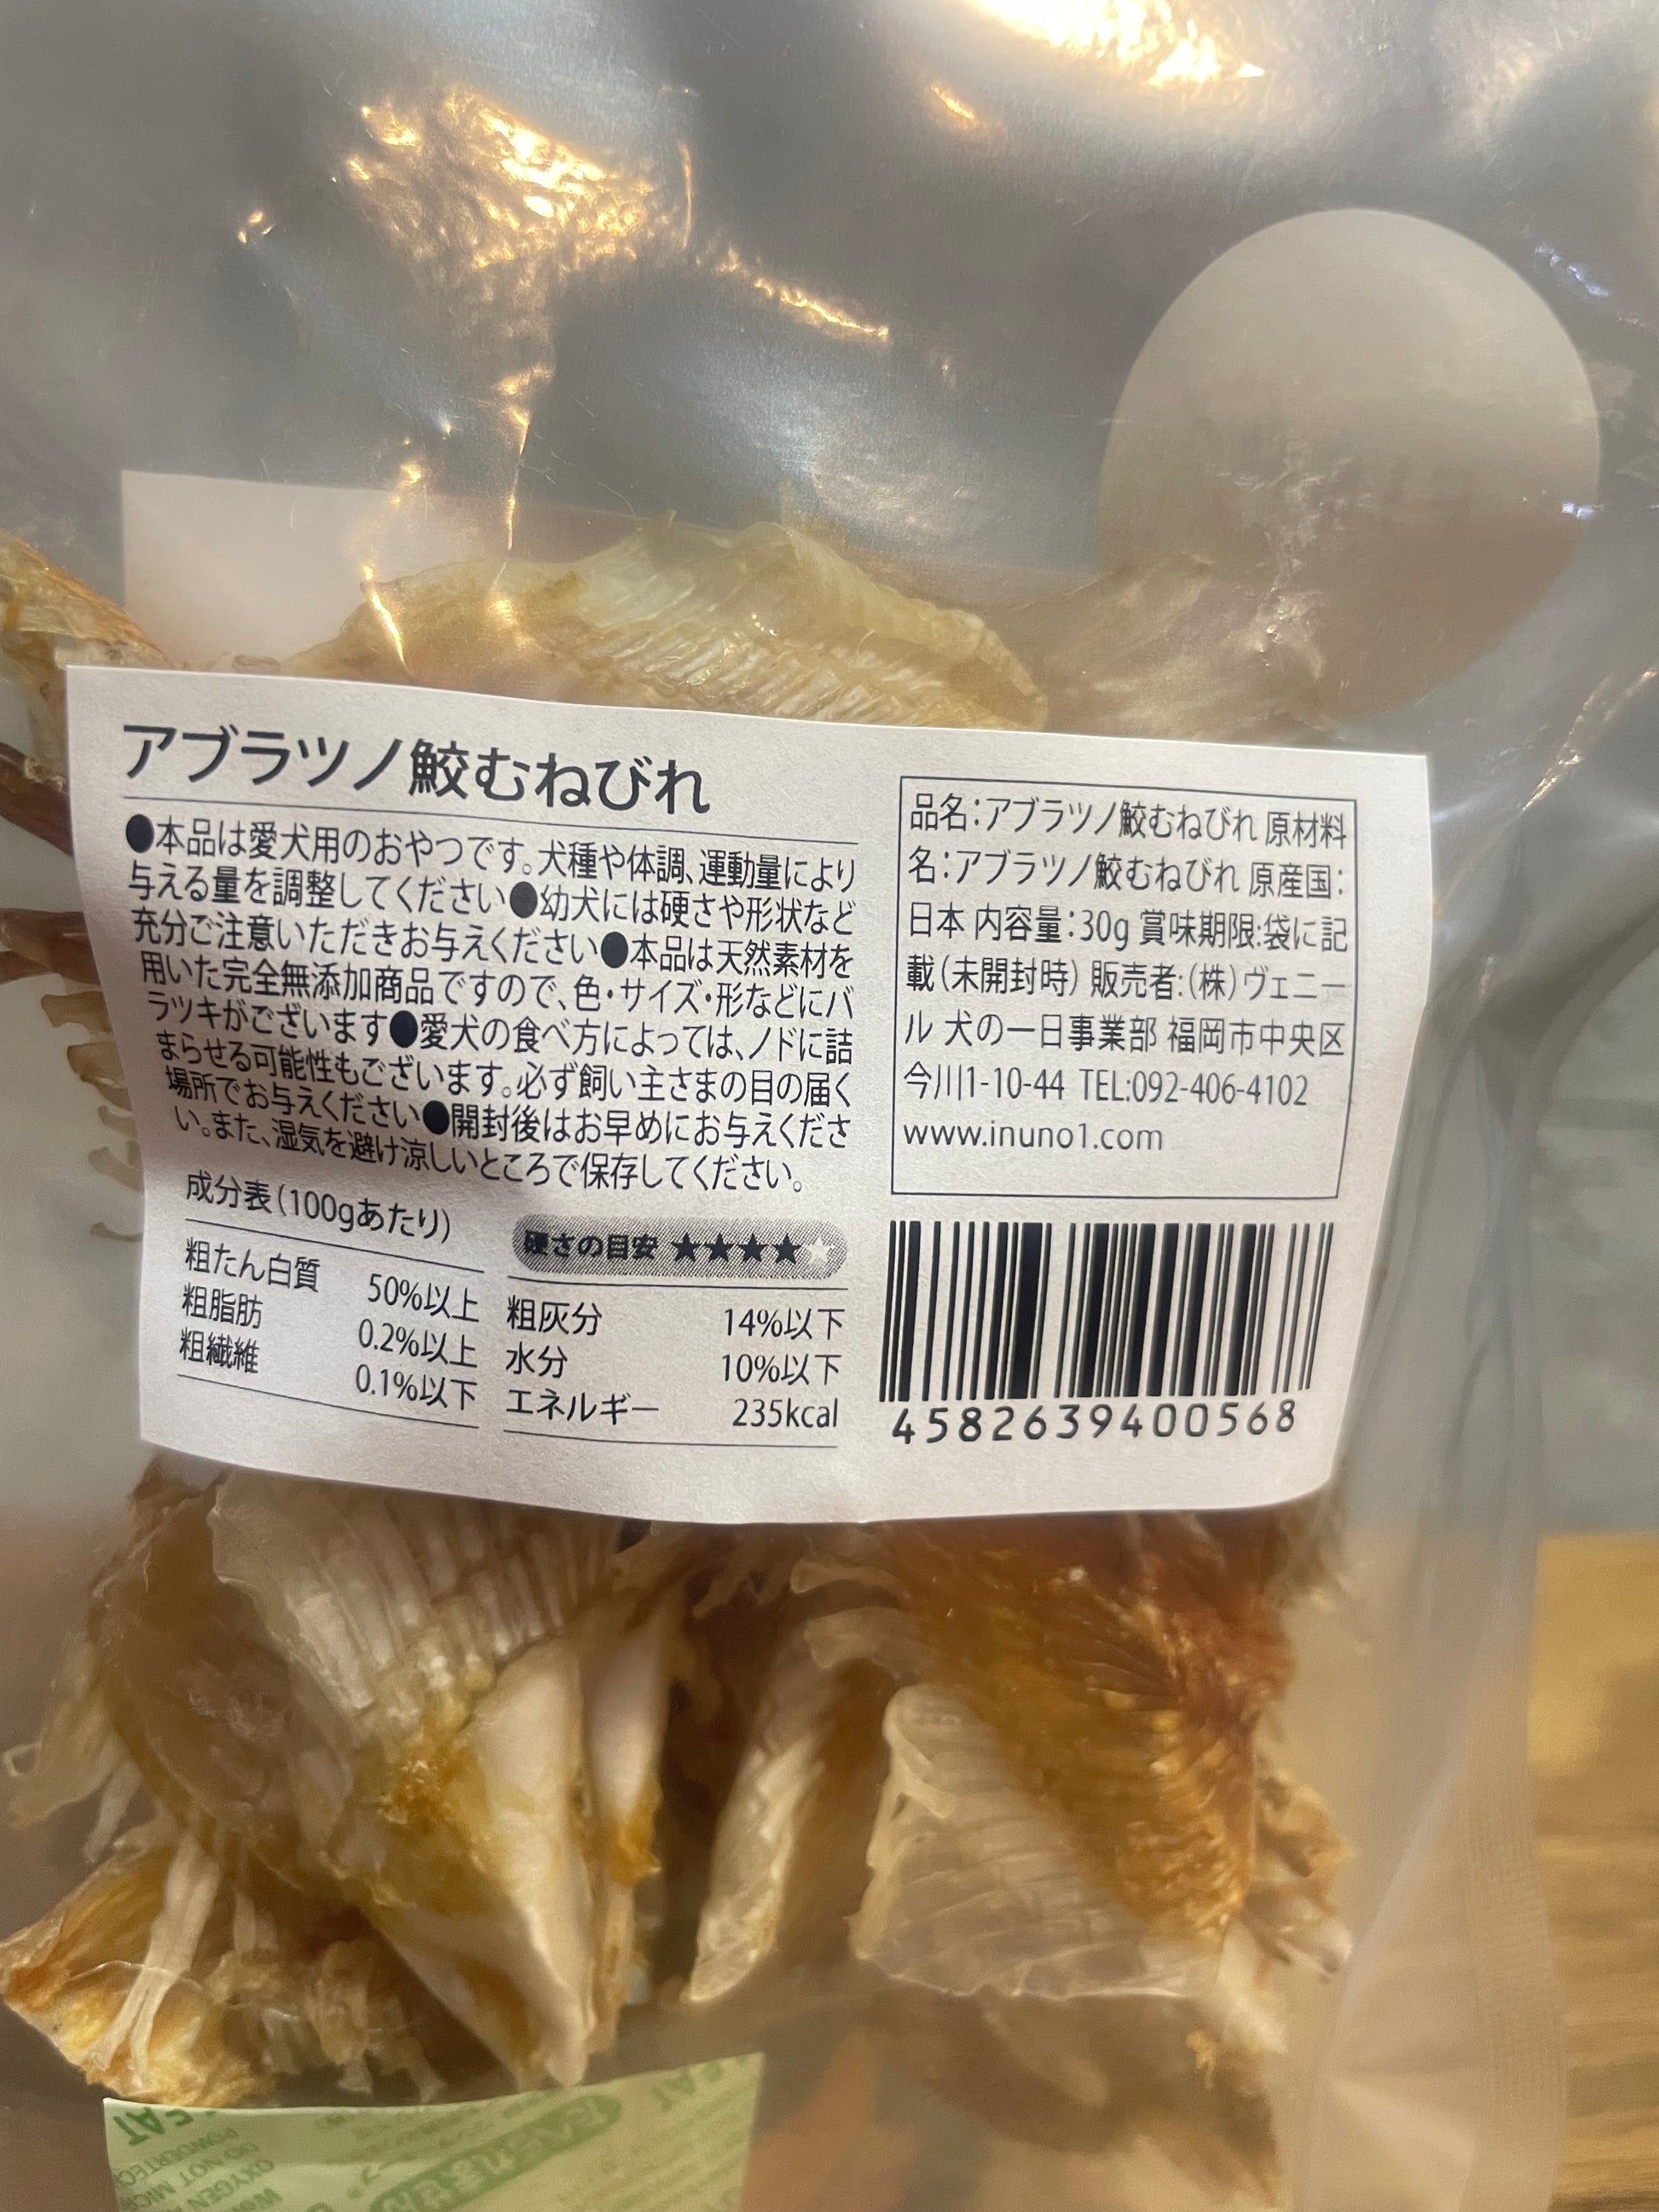 アブラツノ鮫むねびれ
●本品は愛犬用のおやつです。犬種や体調、運動量により
与える量を調整してください●幼犬には硬さや形状など
充分ご注意いただきお与えください●本品は天然素材を
用いた完全無添加商品ですので、色・サイズ・形などにバ
ラツキがございます●愛犬の食べ方によっては、ノドに詰
まらせる可能性もございます。必ず飼い主さまの目の届く
場所でお与えください●開封後はお早めにお与えくださ
い。また、湿気を避け涼しいところで保存してください。
成分表(100gあたり)
硬さの目安 ★★★★★
粗たん白質 50%以上
粗脂肪 0.2%以上
粗繊維 0.1%以下
粗灰分 14%以下
水分 10%以下
エネルギー 235kcal
品名:アブラツノ鮫むねびれ 原材料
名:アブラツノ鮫むねびれ 原産国:
日本 内容量:30g 賞味期限:袋に記
載(未開封時) 販売者:(株)ヴェニー
ル 犬の一日事業部 福岡市中央区
今川1-10-44 TEL:092-406-4102
www.inuno1.com
4582639400568
EAT
DO NOT MICR
OXYGEN